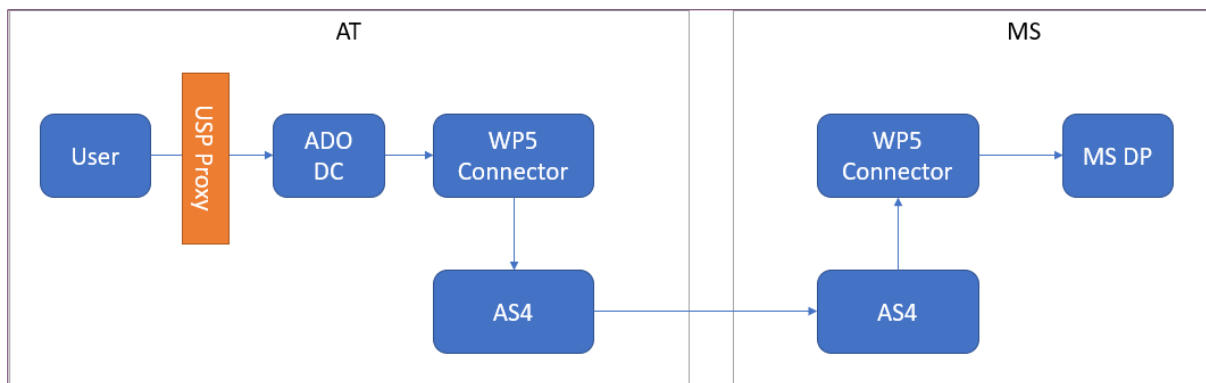 AT
MS
User
USP Proxy
ADO
DC
WP5
Connector
AS4
AS4
WP5
Connector
MS DP